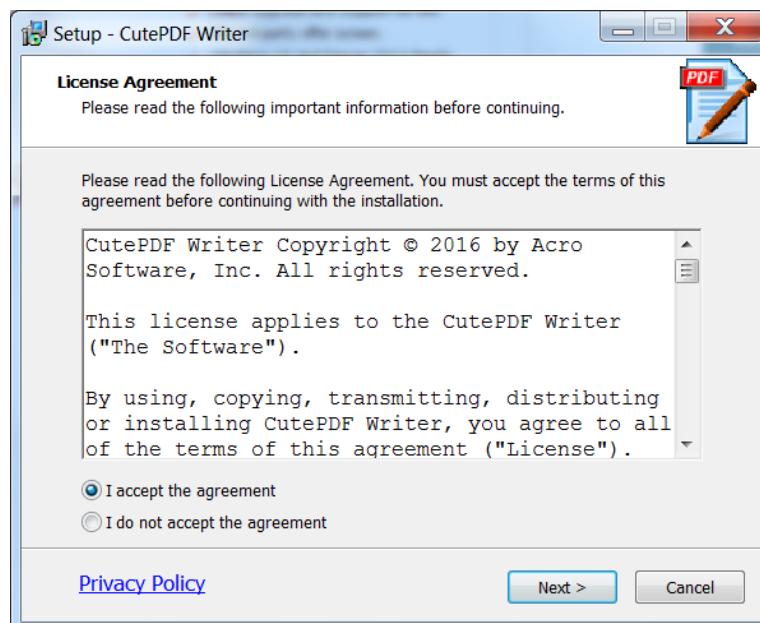 Setup - CutePDF Writer
License Agreement
Please read the following important information before continuing.
PDF
Please read the following License Agreement. You must accept the terms of this
agreement before continuing with the installation.
CutePDF Writer Copyright © 2016 by Acro
Software, Inc. All rights reserved.
This license applies to the CutePDF Writer
("The Software").
By using, copying, transmitting, distributing
or installing CutePDF Writer, you agree to all
of the terms of this agreement ("License").
I accept the agreement
I do not accept the agreement
Privacy Policy
Next >
Cancel